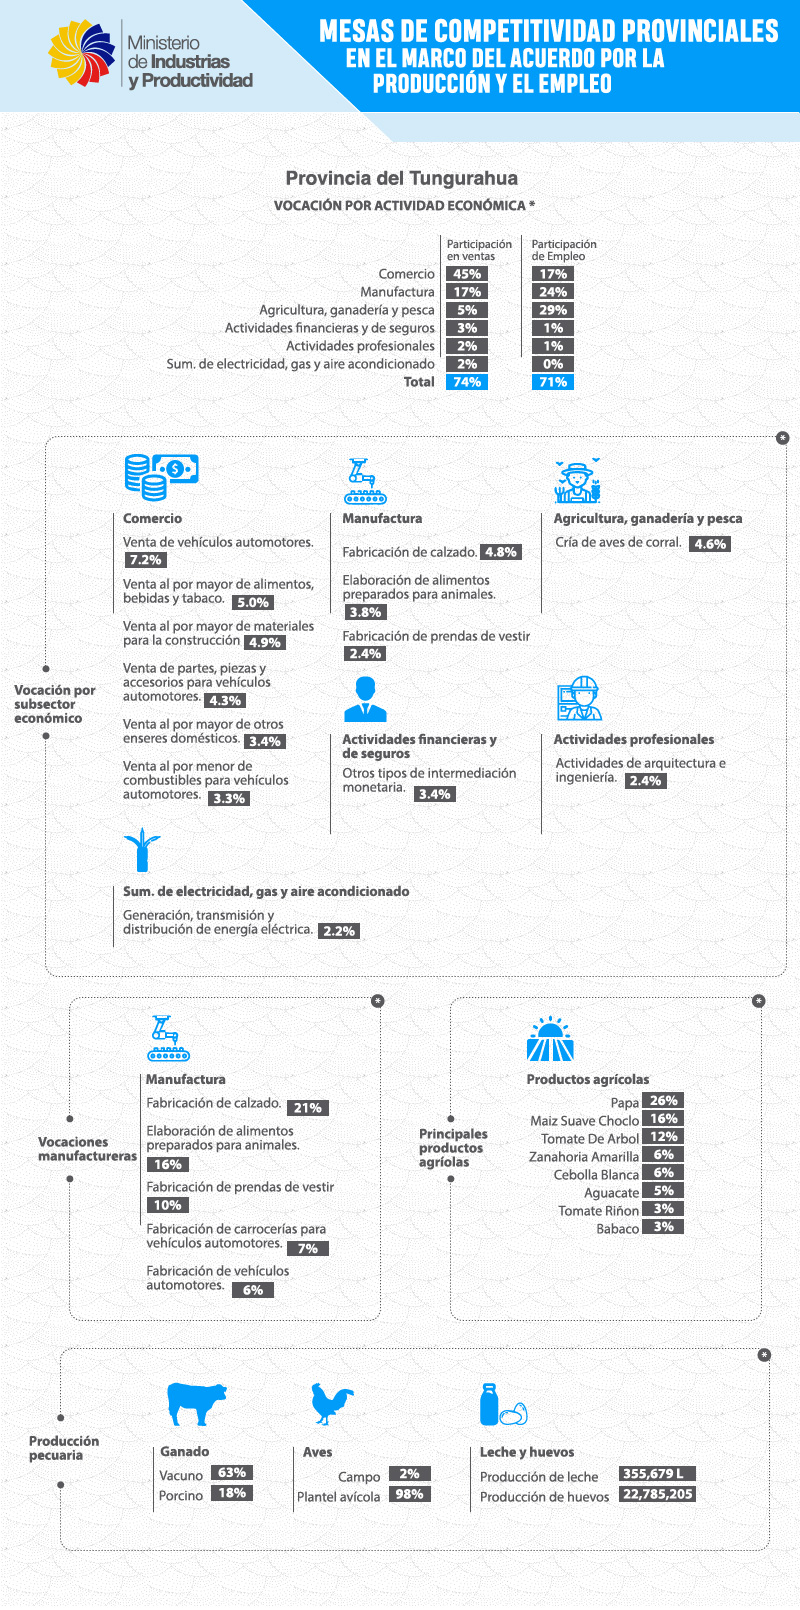 Ministerio
de Industrias
y Productividad
MESAS DE COMPETITIVIDAD PROVINCIALES
EN EL MARCO DEL ACUERDO POR LA
PRODUCCIÓN Y EL EMPLEO
Provincia del Tungurahua
VOCACIÓN POR ACTIVIDAD ECONÓMICA *
Participación en ventas
Participación de Empleo
Comercio 45% 17%
Manufactura 17% 24%
Agricultura, ganadería y pesca 5% 29%
Actividades financieras y de seguros 3% 1%
Actividades profesionales 2% 1%
Sum. de electricidad, gas y aire acondicionado 2% 0%
Total 74% 71%
*
Vocación por
subsector
económico
Comercio
Venta de vehículos automotores.
7.2%
Venta al por mayor de alimentos,
bebidas y tabaco. 5.0%
Venta al por mayor de materiales
para la construcción 4.9%
Venta de partes, piezas y
accesorios para vehículos
automotores. 4.3%
Venta al por mayor de otros
enseres domésticos. 3.4%
Venta al por menor de
combustibles para vehículos
automotores. 3.3%
Manufactura
Fabricación de calzado. 4.8%
Elaboración de alimentos
preparados para animales.
3.8%
Fabricación de prendas de vestir
2.4%
Agricultura, ganadería y pesca
Cría de aves de corral. 4.6%
Actividades financieras y
de seguros
Otros tipos de intermediación
monetaria. 3.4%
Actividades profesionales
Actividades de arquitectura e
ingeniería. 2.4%
Sum. de electricidad, gas y aire acondicionado
Generación, transmisión y
distribución de energía eléctrica. 2.2%
*
Vocaciones
manufactureras
Manufactura
Fabricación de calzado. 21%
Elaboración de alimentos
preparados para animales.
16%
Fabricación de prendas de vestir
10%
Fabricación de carrocerías para
vehículos automotores. 7%
Fabricación de vehículos
automotores. 6%
*
Principales
productos
agríolas
Productos agrícolas
Papa 26%
Maiz Suave Choclo 16%
Tomate De Arbol 12%
Zanahoria Amarilla 6%
Cebolla Blanca 6%
Aguacate 5%
Tomate Riñon 3%
Babaco 3%
*
Producción
pecuaria
Ganado
Vacuno 63%
Porcino 18%
Aves
Campo 2%
Plantel avícola 98%
Leche y huevos
Producción de leche 355,679 L
Producción de huevos 22,785,205